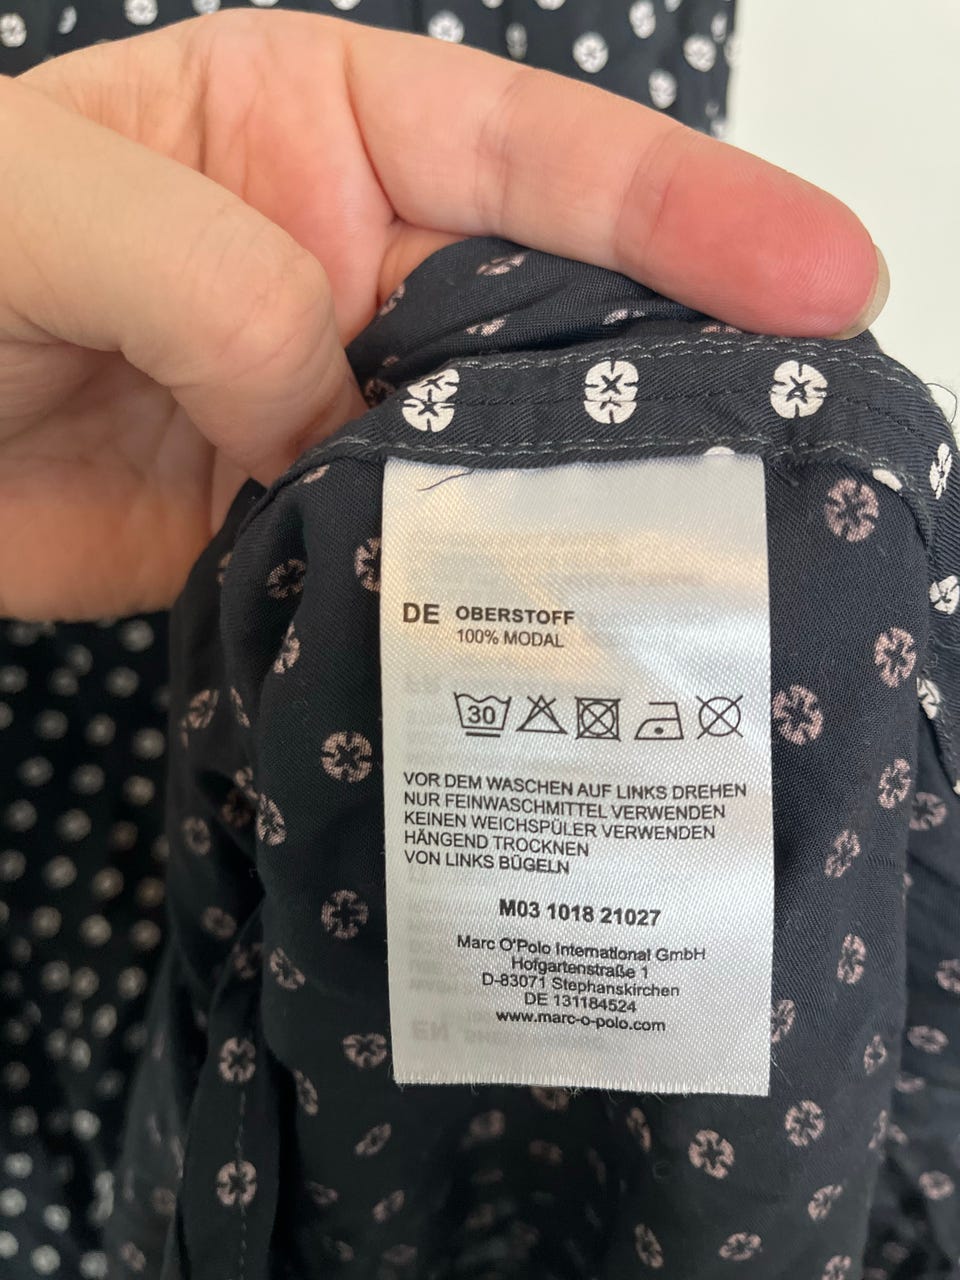 DE OBERSTOFF
100% MODAL
30
VOR DEM WASCHEN AUF LINKS DREHEN
NUR FEINWASCHMITTEL VERWENDEN
KEINEN WEICHSPÜLER VERWENDEN
HÄNGEND TROCKNEN
VON LINKS BÜGELN
M03 1018 21027
Marc O'Polo International GmbH
Hofgartenstraße 1
D-83071 Stephanskirchen
DE 131184524
www.marc-o-polo.com